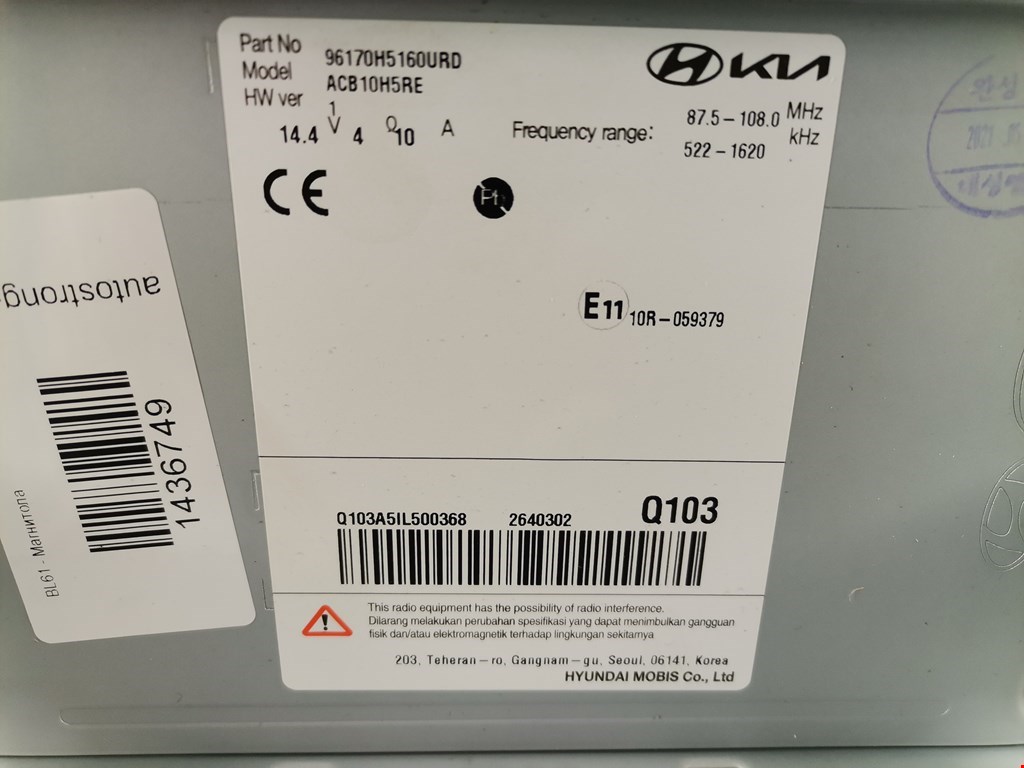 Part No 96170H5160URD
Model ACB10H5RE
HW ver 1
14.4 V 4 Ω 10 A
KIA
Frequency range: 87.5-108.0 MHz
522-1620 kHz
CE
E11 10R-059379
Q103A5IL500368 2640302 Q103
This radio equipment has the possibility of radio interference.
Dilarang melakukan perubahan spesifikasi yang dapat menimbulkan gangguan
fisik dan/atau elektromagnetik terhadap lingkungan sekitarnya
203, Teheran-ro, Gangnam-gu, Seoul, 06141, Korea
HYUNDAI MOBIS Co., Ltd
autostrong-
1436749
BL61 - Магнитола